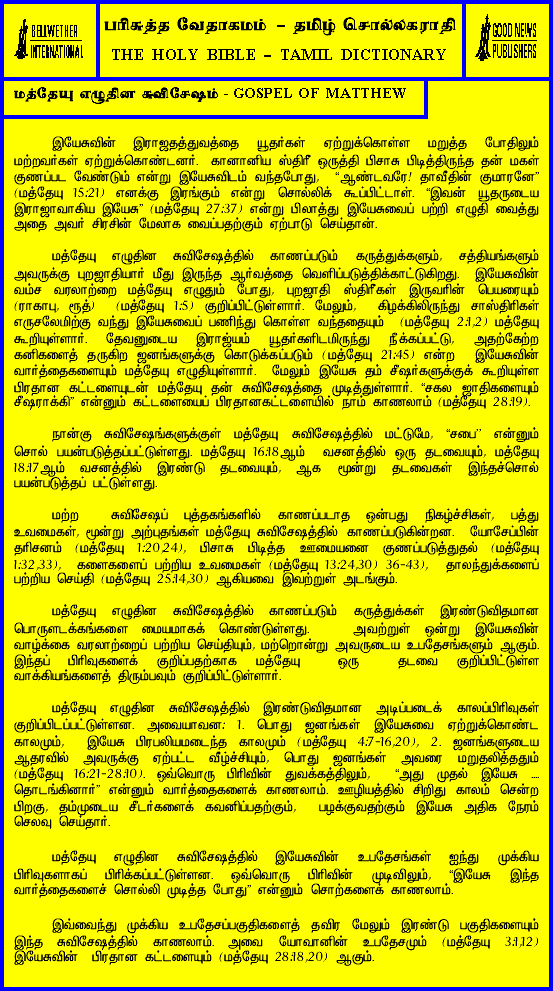 BELLWETHER
INTERNATIONAL
பரிசுத்த வேதாகமம் - தமிழ் சொல்லகராதி
THE HOLY BIBLE - TAMIL DICTIONARY
GOOD NEWS
PUBLISHERS
மத்தேயு எழுதின சுவிசேஷம் - GOSPEL OF MATTHEW
இயேசுவின் இராஜதத்துவத்தை யூதர்கள் ஏற்றுக்கொள்ள மறுத்த போதிலும்
மற்றவர்கள் ஏற்றுக்கொண்டனர். கானானிய ஸ்திரீ ஒருத்தி பிசாசு பிடித்திருந்த தன் மகள்
குணப்பட வேண்டும் என்று இயேசுவிடம் வந்தபோது, "ஆண்டவரே! தாவீதின் குமாரனே"
(மத்தேயு 15:21) எனக்கு இரங்கும் என்று சொல்லிக் கூப்பிட்டாள். "இவன் யூதருடைய
இராஜாவாகிய இயேசு" (மத்தேயு 27:37) என்று பிலாத்து இயேசுவைப் பற்றி எழுதி வைத்து
அதை அவர் சிரசின் மேலாக வைப்பதற்கும் ஏற்பாடு செய்தான்.
மத்தேயு எழுதின சுவிசேஷத்தில் காணப்படும் கருத்துக்களும், சத்தியங்களும்
அவருக்கு புறஜாதியார் மீது இருந்த ஆர்வத்தை வெளிப்படுத்திக்காட்டுகிறது. இயேசுவின்
வம்ச வரலாற்றை மத்தேயு எழுதும் போது, புறஜாதி ஸ்திரீகள் இருவரின் பெயரையும்
(ராகாபு, ரூத்) (மத்தேயு 1:5) குறிப்பிட்டுள்ளார். மேலும், கிழக்கிலிருந்து சாஸ்திரிகள்
எருசலேமிற்கு வந்து இயேசுவைப் பணிந்து கொள்ள வந்ததையும் (மத்தேயு 2:1,2) மத்தேயு
கூறியுள்ளார். தேவனுடைய இராஜ்யம் யூதர்களிடமிருந்து நீக்கப்பட்டு, அதற்கேற்ற
கனிகளைத் தருகிற ஜனங்களுக்கு கொடுக்கப்படும் (மத்தேயு 21:45) என்ற இயேசுவின்
வார்த்தைகளையும் மத்தேயு எழுதியுள்ளார். மேலும் இயேசு தம் சீஷர்களுக்குக் கூறியுள்ள
பிரதான கட்டளையுடன் மத்தேயு தன் சுவிசேஷத்தை முடித்துள்ளார். "சகல ஜாதிகளையும்
சீஷராக்கி" என்னும் கட்டளையைப் பிரதானகட்டளையில் நாம் காணலாம் (மத்தேயு 28:19).
நான்கு சுவிசேஷங்களுக்குள் மத்தேயு சுவிசேஷத்தில் மட்டுமே, "சபை" என்னும்
சொல் பயன்படுத்தப்பட்டுள்ளது. மத்தேயு 16:18ஆம் வசனத்தில் ஒரு தடவையும், மத்தேயு
18:17ஆம் வசனத்தில் இரண்டு தடவையும், ஆக மூன்று தடவைகள் இந்தச்சொல்
பயன்படுத்தப் பட்டுள்ளது.
மற்ற சுவிசேஷப் புத்தகங்களில் காணப்படாத ஒன்பது நிகழ்ச்சிகள், பத்து
உவமைகள், மூன்று அற்புதங்கள் மத்தேயு சுவிசேஷத்தில் காணப்படுகின்றன. யோசேப்பின்
தரிசனம் (மத்தேயு 1:20,24), பிசாசு பிடித்த ஊமையனை குணப்படுத்துதல் (மத்தேயு
1:32,33), களைகளைப் பற்றிய உவமைகள் (மத்தேயு 13:24,30) 36-43), தாலந்துக்களைப்
பற்றிய செய்தி (மத்தேயு 25:14,30) ஆகியவை இவற்றுள் அடங்கும்.
மத்தேயு எழுதின சுவிசேஷத்தில் காணப்படும் கருத்துக்கள் இரண்டுவிதமான
பொருளடக்கங்களை மையமாகக் கொண்டுள்ளது. அவற்றுள் ஒன்று இயேசுவின்
வாழ்க்கை வரலாற்றைப் பற்றிய செய்தியும், மற்றொன்று அவருடைய உபதேசங்களும் ஆகும்.
இந்தப் பிரிவுகளைக் குறிப்பதற்காக மத்தேயு ஒரு தடவை குறிப்பிட்டுள்ள
வாக்கியங்களைத் திரும்பவும் குறிப்பிட்டுள்ளார்.
மத்தேயு எழுதின சுவிசேஷத்தில் இரண்டுவிதமான அடிப்படைக் காலப்பிரிவுகள்
குறிப்பிடப்பட்டுள்ளன. அவையாவன: 1. பொது ஜனங்கள் இயேசுவை ஏற்றுக்கொண்ட
காலமும், இயேசு பிரபலியமடைந்த காலமும் (மத்தேயு 4:7-16,20), 2. ஜனங்களுடைய
ஆதரவில் அவருக்கு ஏற்பட்ட வீழ்ச்சியும், பொது ஜனங்கள் அவரை மறுதலித்ததும்
(மத்தேயு 16:21-28:10). ஒவ்வொரு பிரிவின் துவக்கத்திலும், "அது முதல் இயேசு ....
தொடங்கினார்" என்னும் வார்த்தைகளைக் காணலாம். ஊழியத்தில் சிறிது காலம் சென்ற
பிறகு, தம்முடைய சீடர்களைக் கவனிப்பதற்கும், பழக்குவதற்கும் இயேசு அதிக நேரம்
செலவு செய்தார்.
மத்தேயு எழுதின சுவிசேஷத்தில் இயேசுவின் உபதேசங்கள் ஐந்து முக்கிய
பிரிவுகளாகப் பிரிக்கப்பட்டுள்ளன. ஒவ்வொரு பிரிவின் முடிவிலும், "இயேசு இந்த
வார்த்தைகளைச் சொல்லி முடித்த போது" என்னும் சொற்களைக் காணலாம்.
இவ்வைந்து முக்கிய உபதேசப்பகுதிகளைத் தவிர மேலும் இரண்டு பகுதிகளையும்
இந்த சுவிசேஷத்தில் காணலாம். அவை யோவானின் உபதேசமும் (மத்தேயு 3:1,12)
இயேசுவின் பிரதான கட்டளையும் (மத்தேயு 28:18,20) ஆகும்.